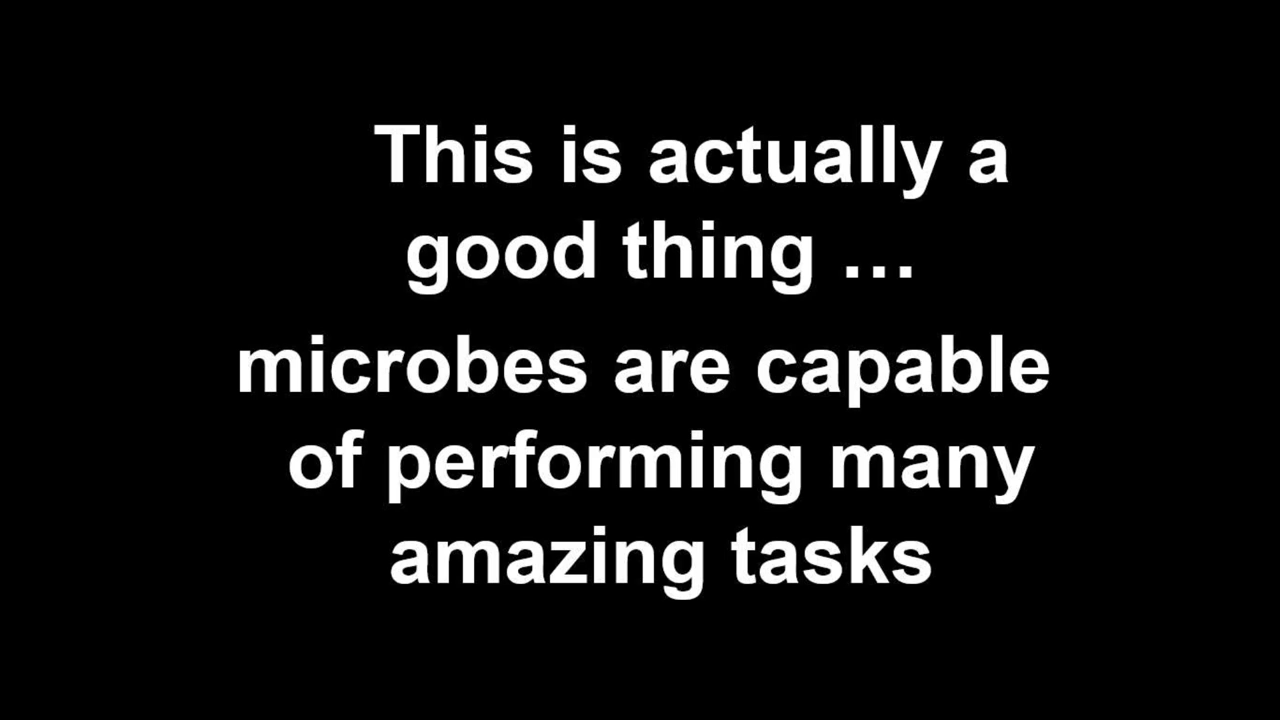 This is actually a
good thing …
microbes are capable
of performing many
amazing tasks